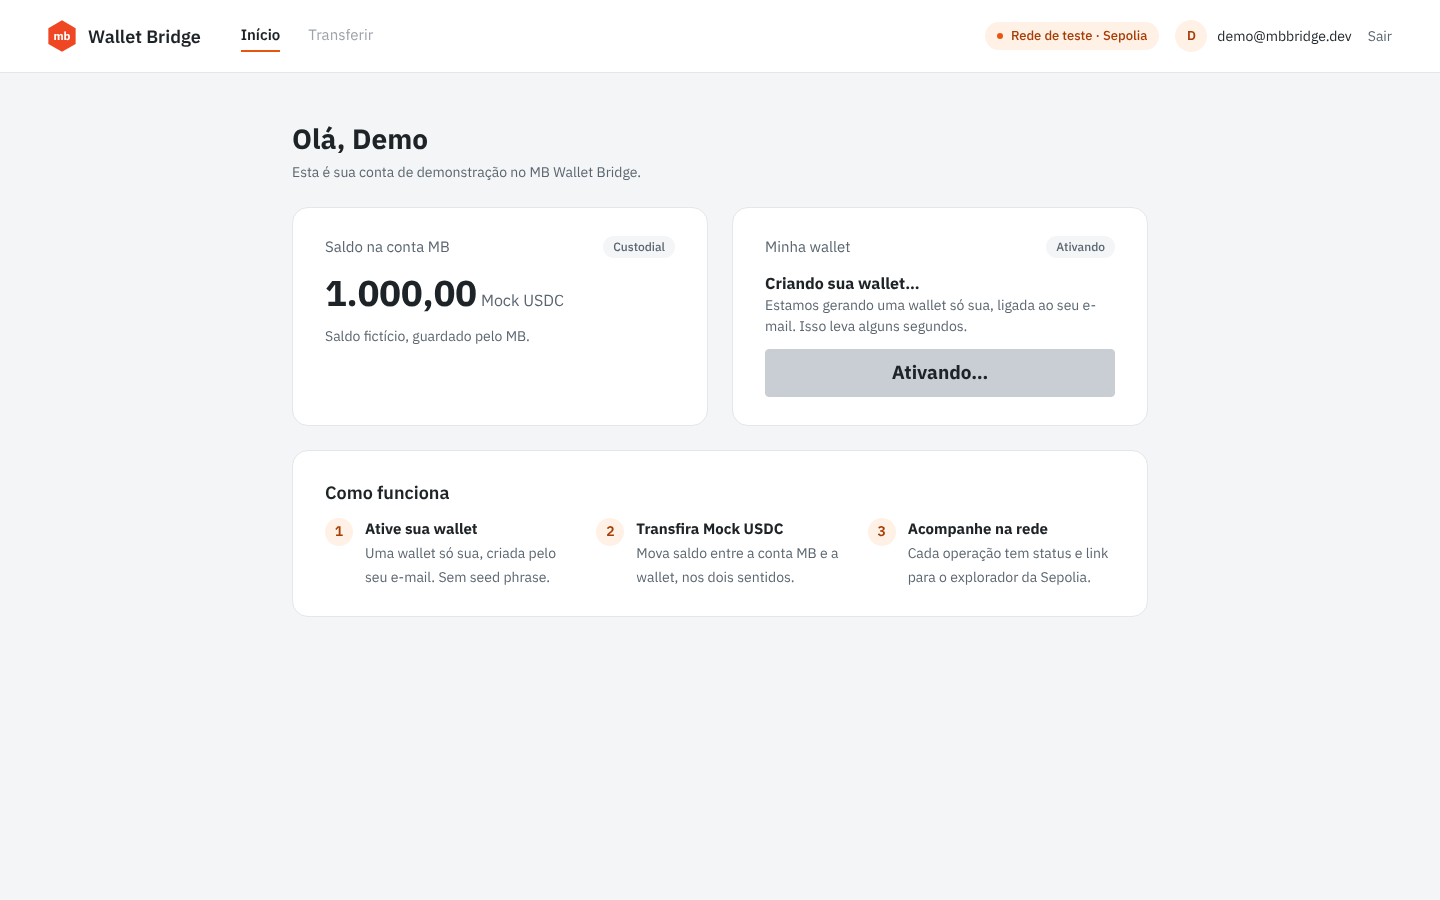 mb Wallet Bridge Início Transferir Rede de teste · Sepolia D demo@mbbridge.dev Sair
Olá, Demo
Esta é sua conta de demonstração no MB Wallet Bridge.
Saldo na conta MB Custodial
1.000,00 Mock USDC
Saldo fictício, guardado pelo MB.
Minha wallet Ativando
Criando sua wallet...
Estamos gerando uma wallet só sua, ligada ao seu e-
mail. Isso leva alguns segundos.
Ativando...
Como funciona
1 Ative sua wallet
Uma wallet só sua, criada pelo
seu e-mail. Sem seed phrase.
2 Transfira Mock USDC
Mova saldo entre a conta MB e a
wallet, nos dois sentidos.
3 Acompanhe na rede
Cada operação tem status e link
para o explorador da Sepolia.